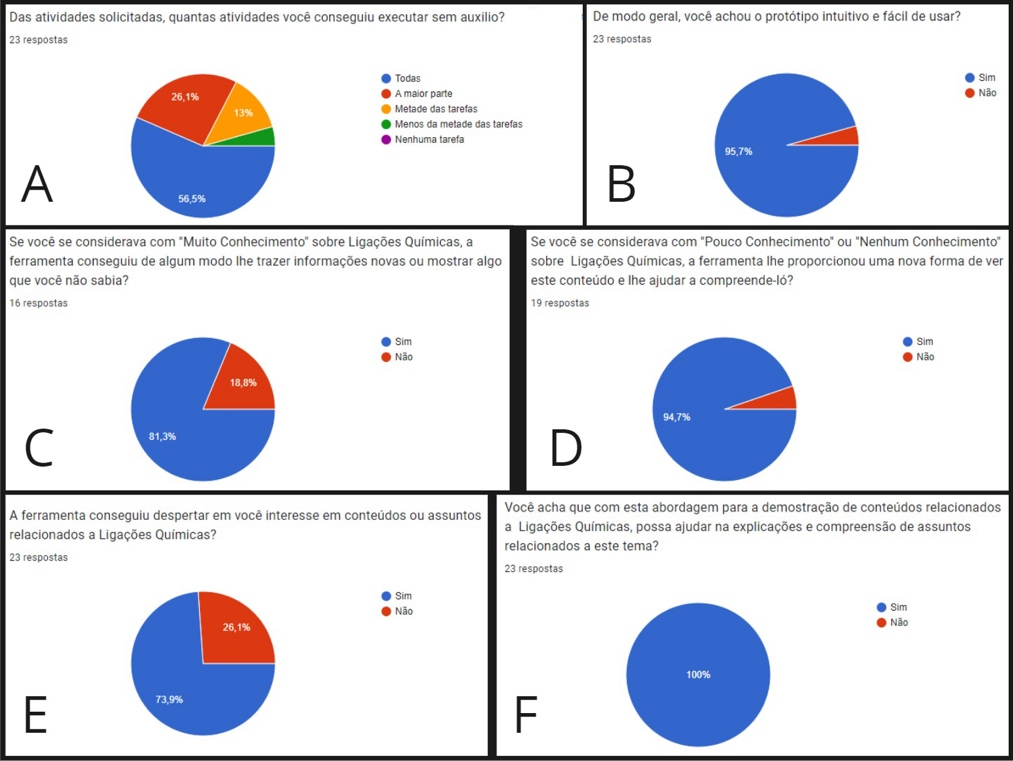 Das atividades solicitadas, quantas atividades você conseguiu executar sem auxilio?
23 respostas
26,1%
13%
56,5%
Todas
A maior parte
Metade das tarefas
Menos da metade das tarefas
Nenhuma tarefa
A
De modo geral, você achou o protótipo intuitivo e fácil de usar?
23 respostas
95,7%
Sim
Não
B
Se você se considerava com "Muito Conhecimento" sobre Ligações Químicas, a
ferramenta conseguiu de algum modo lhe trazer informações novas ou mostrar algo
que você não sabia?
16 respostas
18,8%
81,3%
Sim
Não
C
Se você se considerava com "Pouco Conhecimento" ou "Nenhum Conhecimento"
sobre Ligações Químicas, a ferramenta lhe proporcionou uma nova forma de ver
este conteúdo e lhe ajudar a compreende-ló?
19 respostas
94,7%
Sim
Não
D
A ferramenta conseguiu despertar em você interesse em conteúdos ou assuntos
relacionados a Ligações Químicas?
23 respostas
26,1%
73,9%
Sim
Não
E
Você acha que com esta abordagem para a demostração de conteúdos relacionados
a Ligações Químicas, possa ajudar na explicações e compreensão de assuntos
relacionados a este tema?
23 respostas
100%
Sim
Não
F